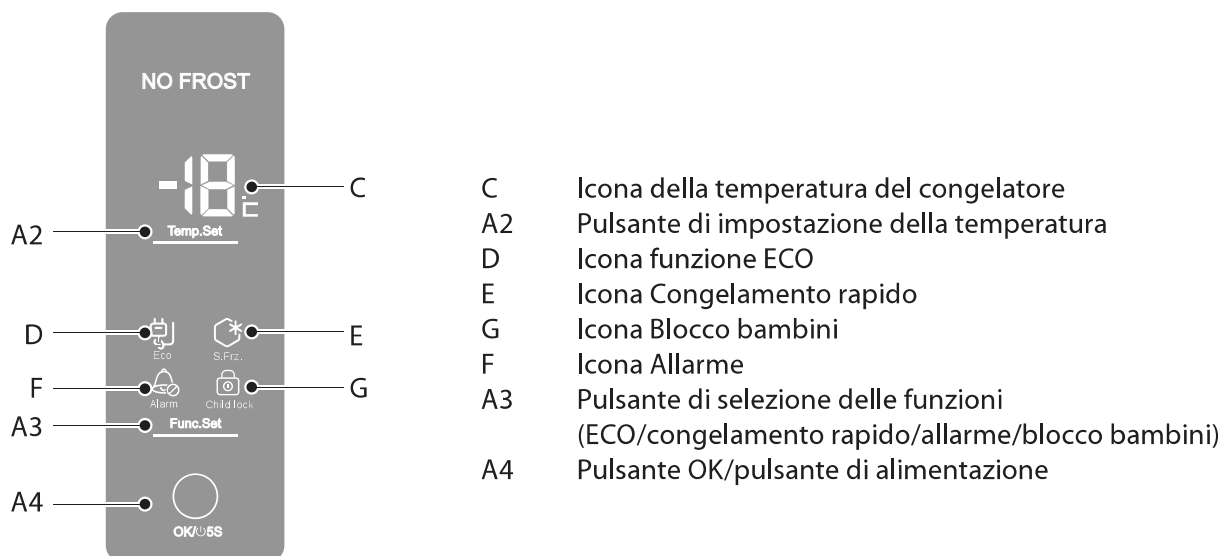 NO FROST
-18
C
A2
Temp.Set
D
E
Eco
S.Frz.
F
G
Alarm
Child lock
A3
Func.Set
A4
OK/⏻5S
C Icona della temperatura del congelatore
A2 Pulsante di impostazione della temperatura
D Icona funzione ECO
E Icona Congelamento rapido
G Icona Blocco bambini
F Icona Allarme
A3 Pulsante di selezione delle funzioni
(ECO/congelamento rapido/allarme/blocco bambini)
A4 Pulsante OK/pulsante di alimentazione